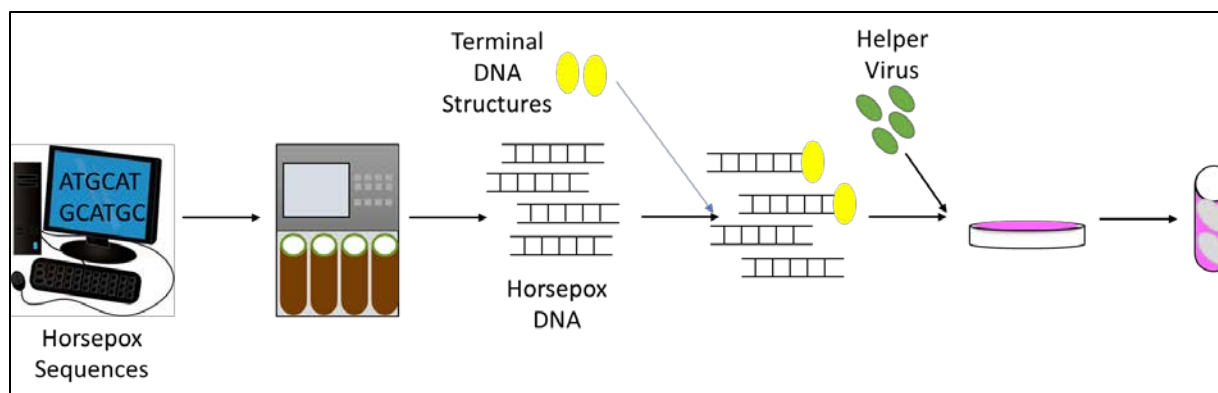 Terminal
DNA
Structures
Helper
Virus
ATGCAT
GCATGC
Horsepox
Sequences
Horsepox
DNA